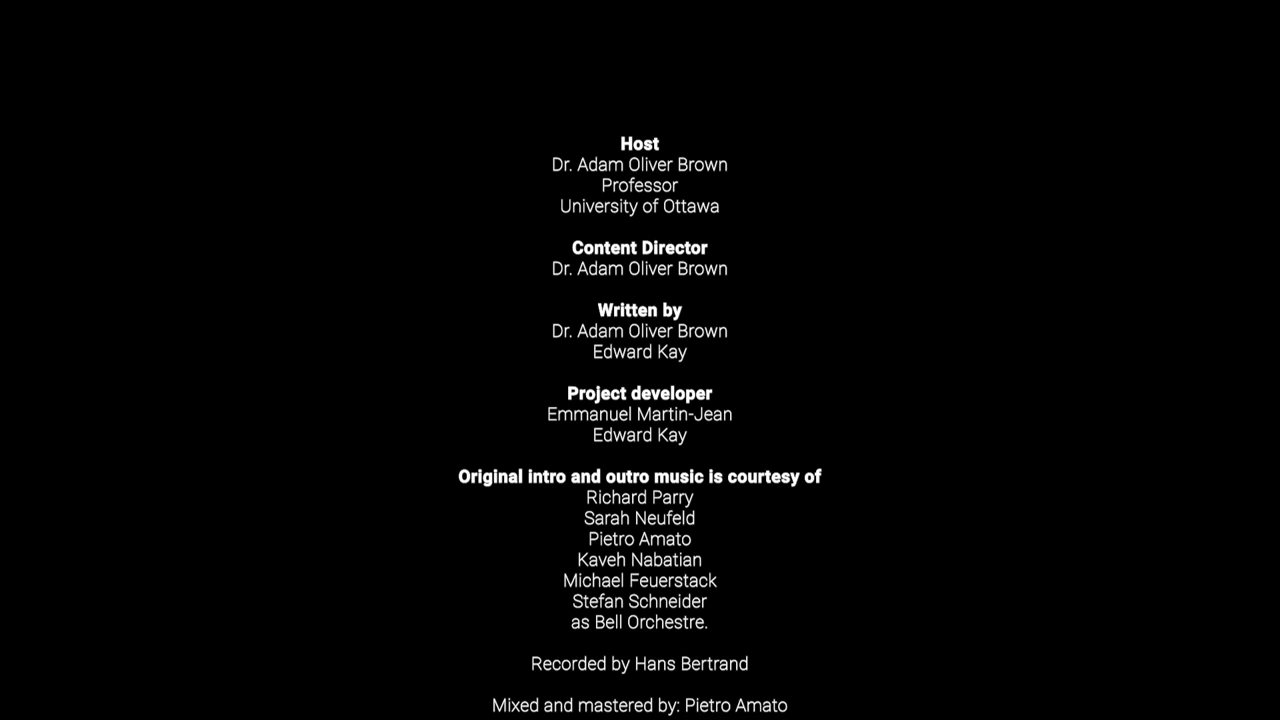 Host
Dr. Adam Oliver Brown
Professor
University of Ottawa
Content Director
Dr. Adam Oliver Brown
Written by
Dr. Adam Oliver Brown
Edward Kay
Project developer
Emmanuel Martin-Jean
Edward Kay
Original intro and outro music is courtesy of
Richard Parry
Sarah Neufeld
Pietro Amato
Kaveh Nabatian
Michael Feuerstack
Stefan Schneider
as Bell Orchestre.
Recorded by Hans Bertrand
Mixed and mastered by: Pietro Amato